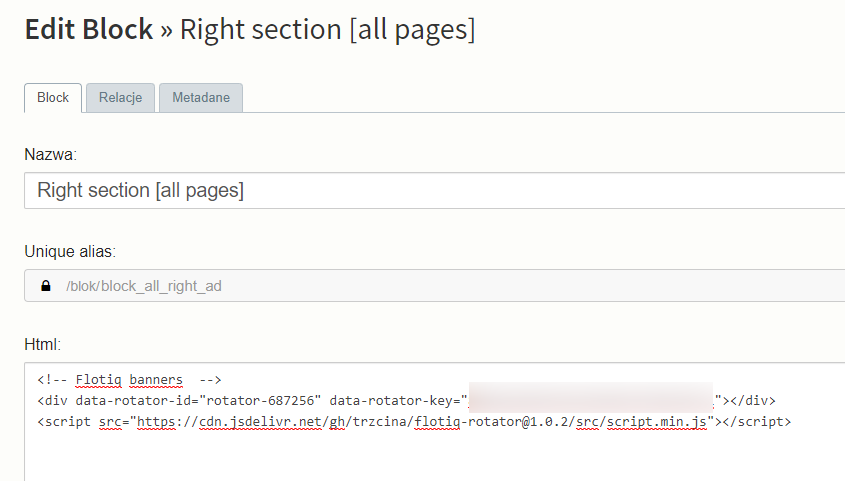 Edit Block » Right section [all pages]
Block Relacje Metadane
Nazwa:
Right section [all pages]
Unique alias:
/blok/block_all_right_ad
Html:
<!-- Flotiq banners  -->
<div data-rotator-id="rotator-687256" data-rotator-key=" "></div>
<script src="https://cdn.jsdelivr.net/gh/trzcina/flotiq-rotator@1.0.2/src/script.min.js"></script>